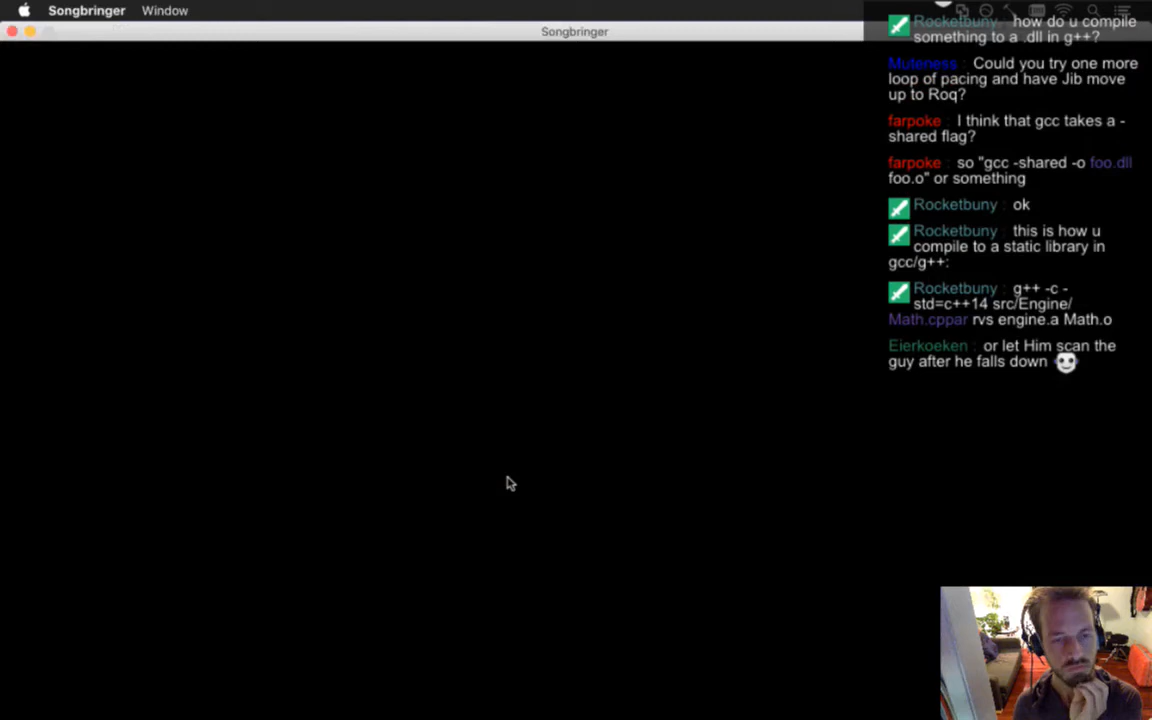 Songbringer Window
Songbringer
Rocketbuny : how do u compile
something to a .dll in g++?
Muteness : Could you try one more
loop of pacing and have Jib move
up to Roq?
farpoke : I think that gcc takes a -
shared flag?
farpoke : so "gcc -shared -o foo.dll
foo.o" or something
Rocketbuny : ok
Rocketbuny : this is how u
compile to a static library in
gcc/g++:
Rocketbuny : g++ -c -
std=c++14 src/Engine/
Math.cppar rvs engine.a Math.o
Eierkoeken : or let Him scan the
guy after he falls down